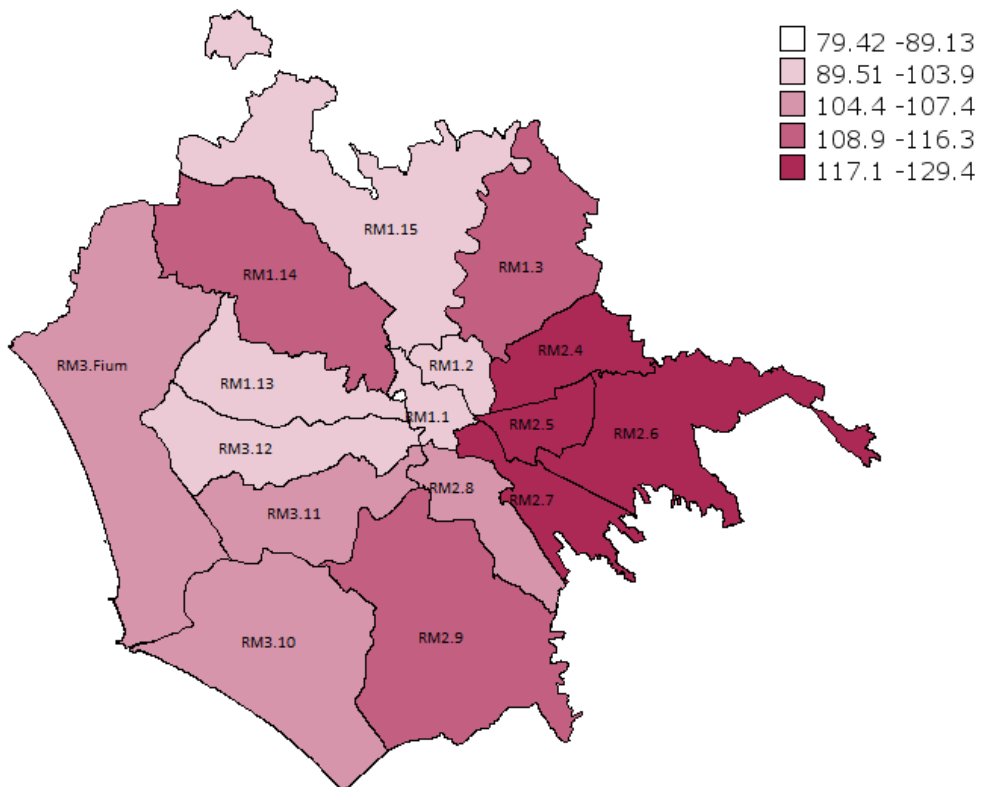 79.42 -89.13
89.51 -103.9
104.4 -107.4
108.9 -116.3
117.1 -129.4
RM1.15
RM1.3
RM1.14
RM2.4
RM3.Fium
RM1.2
RM1.13
RM1.1
RM2.5
RM2.6
RM3.12
RM2.8
RM2.7
RM3.11
RM3.10
RM2.9